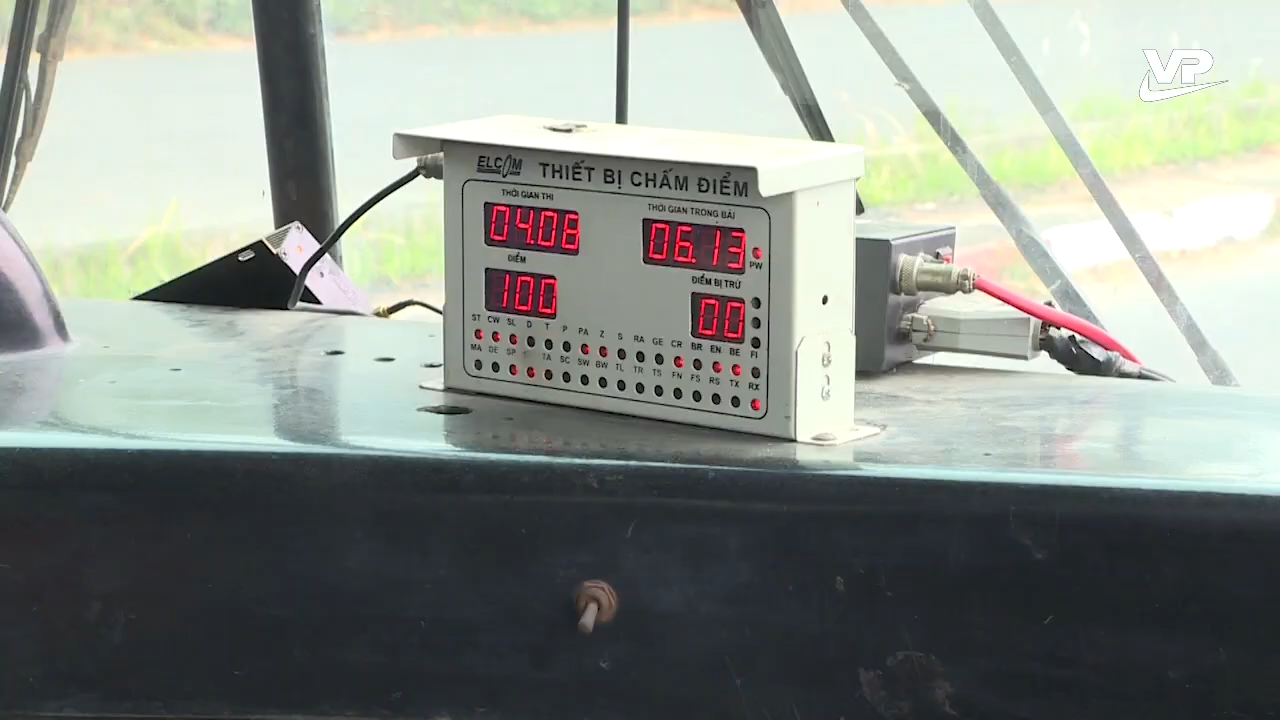 VP
ELCOM THIẾT BỊ CHẤM ĐIỂM
THỜI GIAN THI THỜI GIAN TRONG BÀI
04.08 06.13
PW
ĐIỂM ĐIỂM BỊ TRỪ
100 00
ST CW SL D T P PA Z S RA GE CR BR EN BE FI
MA DE SP TA SC SW BW TL TR TS FN FS RS TX RX